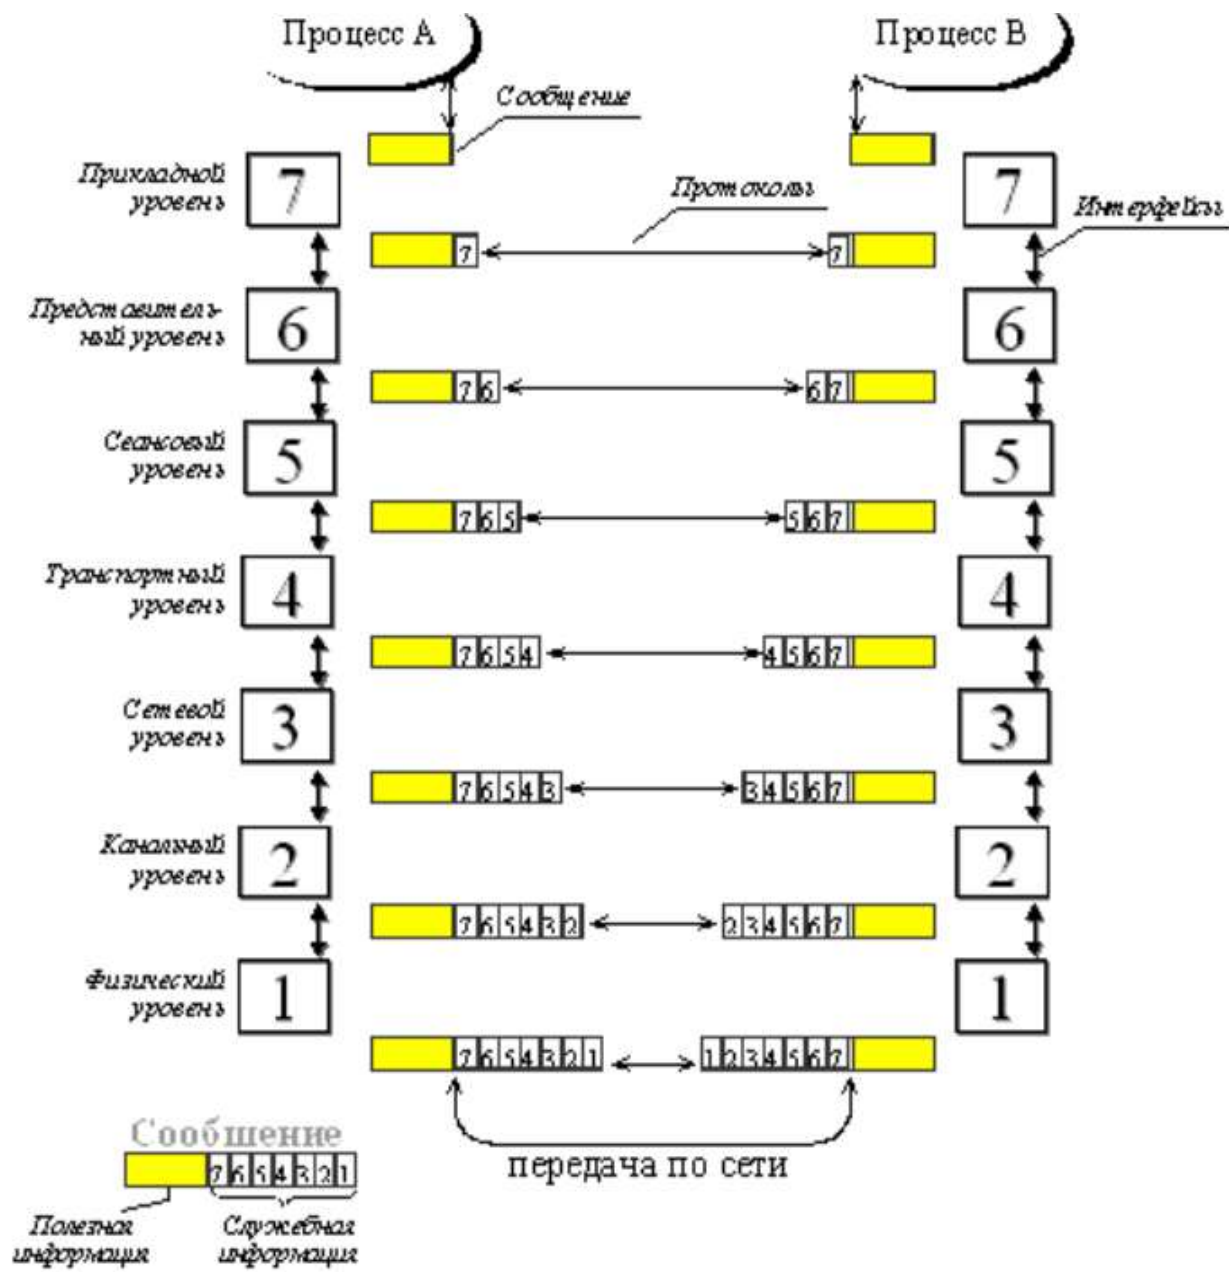 Процесс А
Процесс В
Сообщение
Прикладной
уровень
7
7
Протоколы
Интерфейсы
7
7
Представитель-
ный уровень
6
6
7 6
6 7
Сеансовый
уровень
5
5
7 6 5
5 6 7
Транспортный
уровень
4
4
7 6 5 4
4 5 6 7
Сетевой
уровень
3
3
7 6 5 4 3
3 4 5 6 7
Канальный
уровень
2
2
7 6 5 4 3 2
2 3 4 5 6 7
Физический
уровень
1
1
7 6 5 4 3 2 1
1 2 3 4 5 6 7
Сообщение
передача по сети
7 6 5 4 3 2 1
Полезная
информация
Служебная
информация